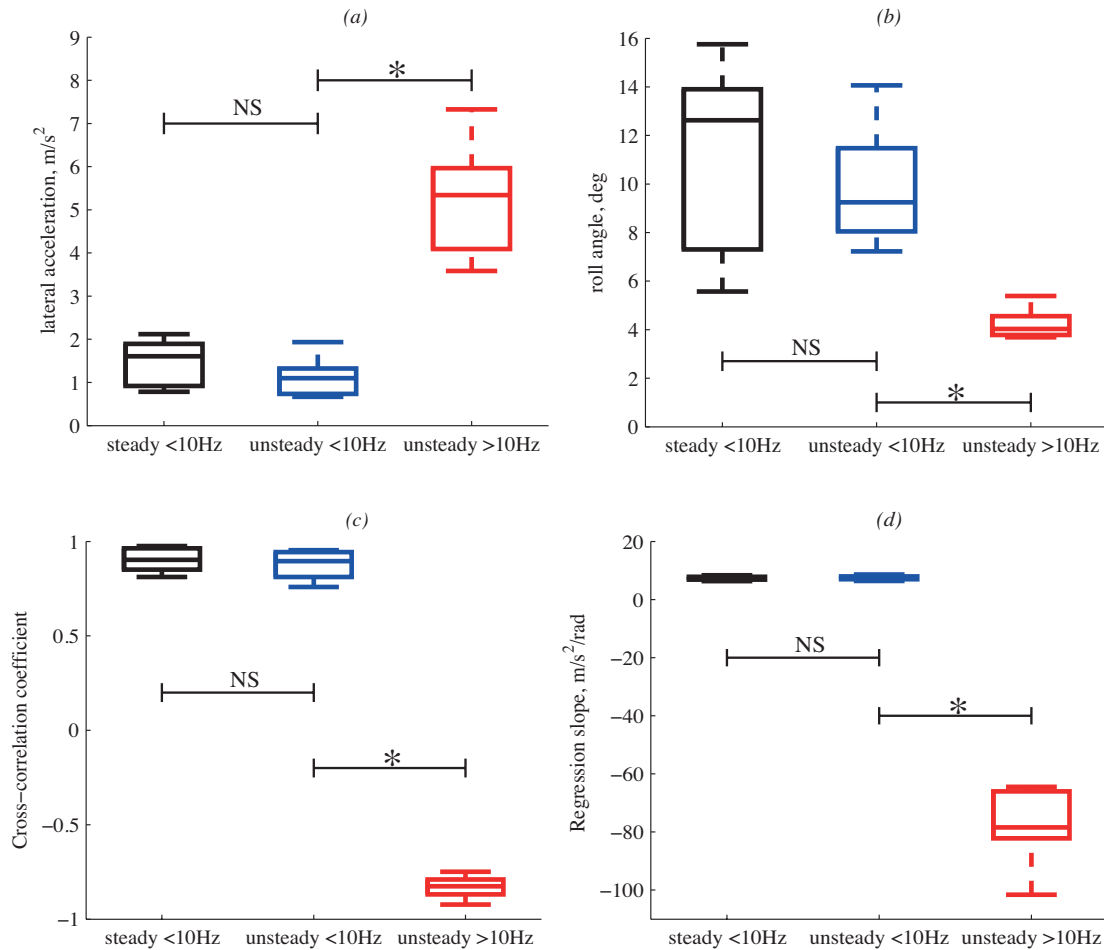 (a)
9
8
7
6
5
4
3
2
1
0
lateral acceleration, m/s²
NS
*
steady <10Hz unsteady <10Hz unsteady >10Hz
(b)
16
14
12
10
8
6
4
2
0
roll angle, deg
NS
*
steady <10Hz unsteady <10Hz unsteady >10Hz
(c)
1
0.5
0
−0.5
−1
Cross−correlation coefficient
NS
*
steady <10Hz unsteady <10Hz unsteady >10Hz
(d)
20
0
−20
−40
−60
−80
−100
Regression slope, m/s²/rad
NS
*
steady <10Hz unsteady <10Hz unsteady >10Hz